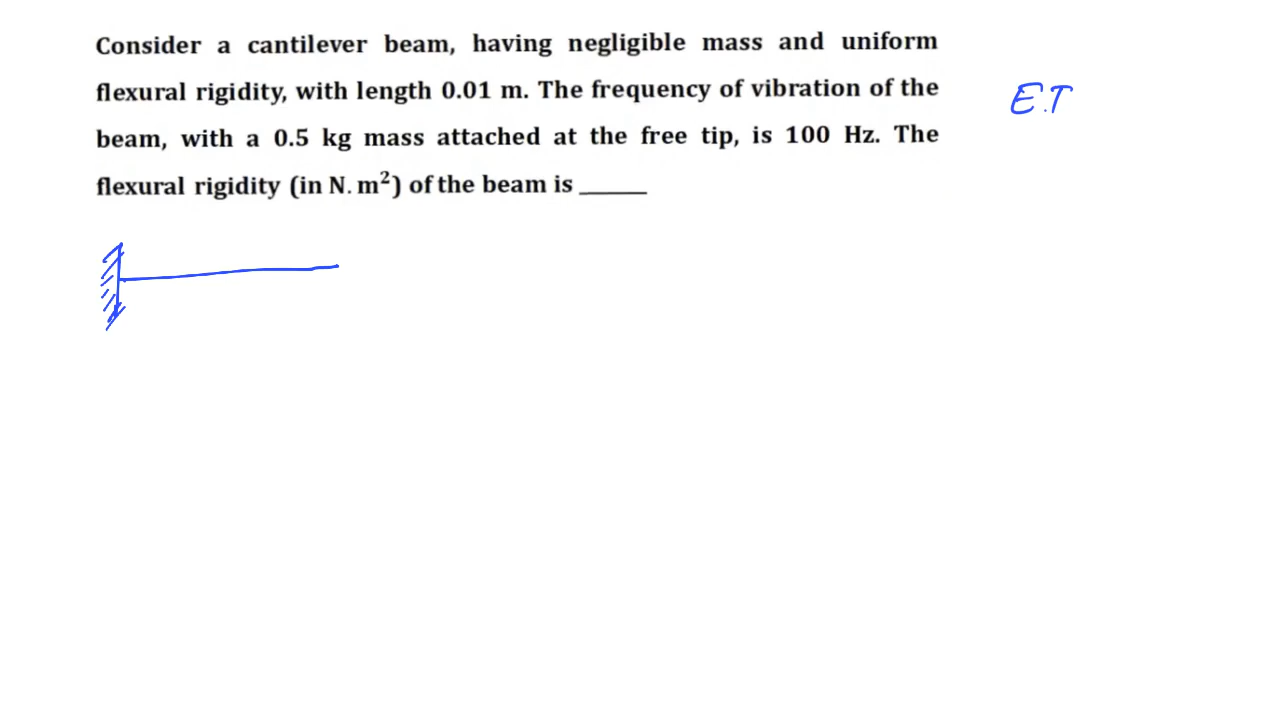 Consider a cantilever beam, having negligible mass and uniform
flexural rigidity, with length 0.01 m. The frequency of vibration of the
beam, with a 0.5 kg mass attached at the free tip, is 100 Hz. The
flexural rigidity (in N. m²) of the beam is _____
E.I